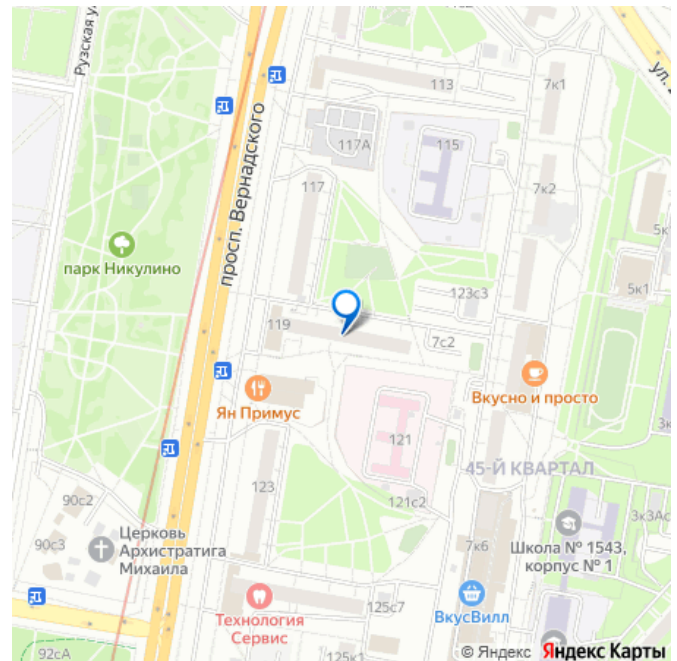 Рузская ул.
113
7к1
117А
115
117
7к2
просп. Вернадского
парк Никулино
5к1
123с3
119
7с2
Вкусно и просто
Ян Примус
121
45-Й КВАРТАЛ
123
121с2
90с2
90с3
Церковь
Архистратига
Михаила
7к6
Школа № 1543,
корпус № 1
3к3Ас
Технология
Сервис
125с7
ВкусВилл
125к1
92сА
© Яндекс Яндекс Карты